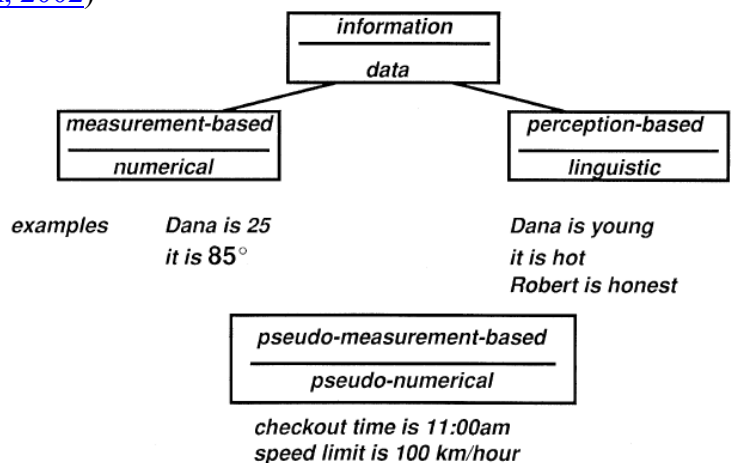 2002)
information
data
measurement-based
numerical
perception-based
linguistic
examples
Dana is 25
it is 85°
Dana is young
it is hot
Robert is honest
pseudo-measurement-based
pseudo-numerical
checkout time is 11:00am
speed limit is 100 km/hour